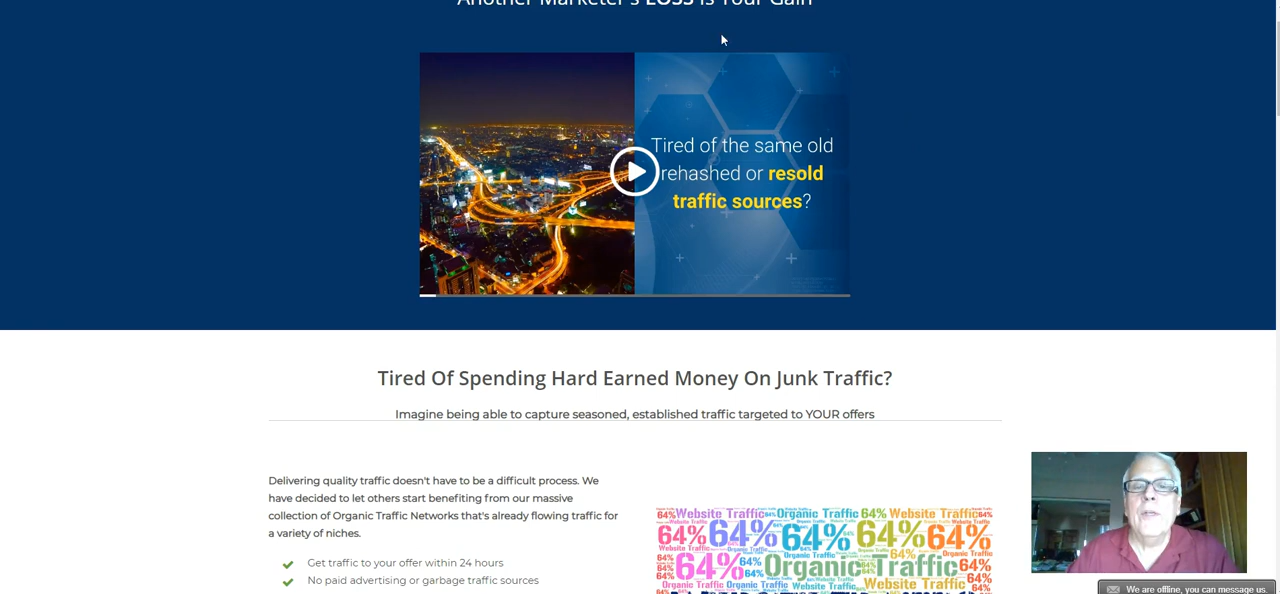 Another Marketer's LOSS Is Your Gain
Tired of the same old
rehashed or resold
traffic sources?
Tired Of Spending Hard Earned Money On Junk Traffic?
Imagine being able to capture seasoned, established traffic targeted to YOUR offers
Delivering quality traffic doesn't have to be a difficult process. We
have decided to let others start benefiting from our massive
collection of Organic Traffic Networks that's already flowing traffic for
a variety of niches.
Get traffic to your offer within 24 hours
No paid advertising or garbage traffic sources
64% Website Traffic 64% Organic Traffic 64% Website Traffic
64% 64% 64% 64% 64%
64% Organic Traffic 64%
Website Traffic
We are offline, you can message us.